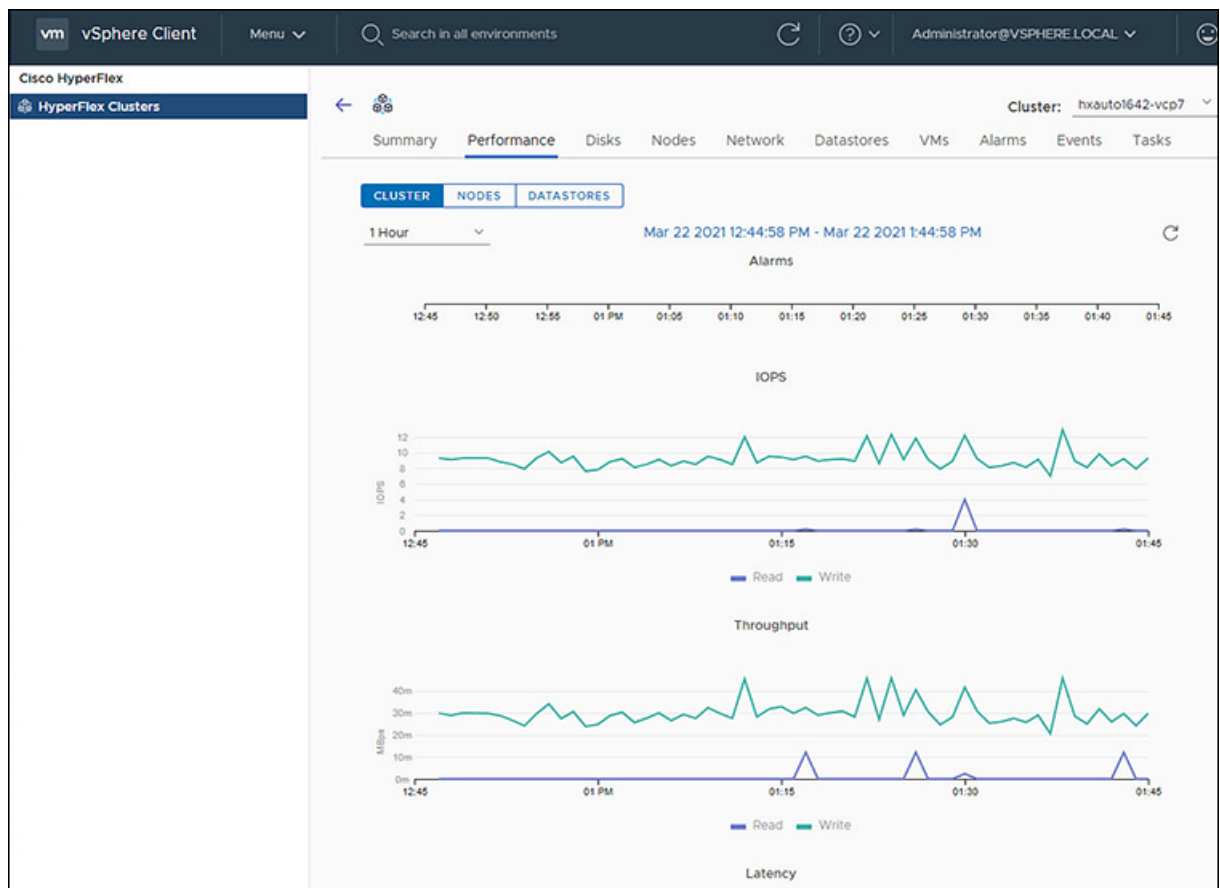 vm vSphere Client Menu Search in all environments Administrator@VSPHERE.LOCAL
Cisco HyperFlex
HyperFlex Clusters
Cluster: hxauto1642-vcp7
Summary Performance Disks Nodes Network Datastores VMs Alarms Events Tasks
CLUSTER NODES DATASTORES
1 Hour Mar 22 2021 12:44:58 PM - Mar 22 2021 1:44:58 PM
Alarms
12:45 12:50 12:55 01 PM 01:05 01:10 01:15 01:20 01:25 01:30 01:35 01:40 01:45
IOPS
12
10
8
6
4
2
0
IOPS
12:45 01 PM 01:15 01:30 01:45
Read Write
Throughput
40m
30m
20m
10m
0m
MBps
12:45 01 PM 01:15 01:30 01:45
Read Write
Latency